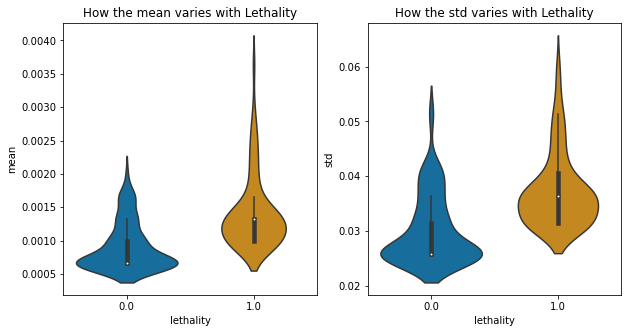 How the mean varies with Lethality
mean
0.0040
0.0035
0.0030
0.0025
0.0020
0.0015
0.0010
0.0005
0.0
1.0
lethality
How the std varies with Lethality
std
0.06
0.05
0.04
0.03
0.02
0.0
1.0
lethality